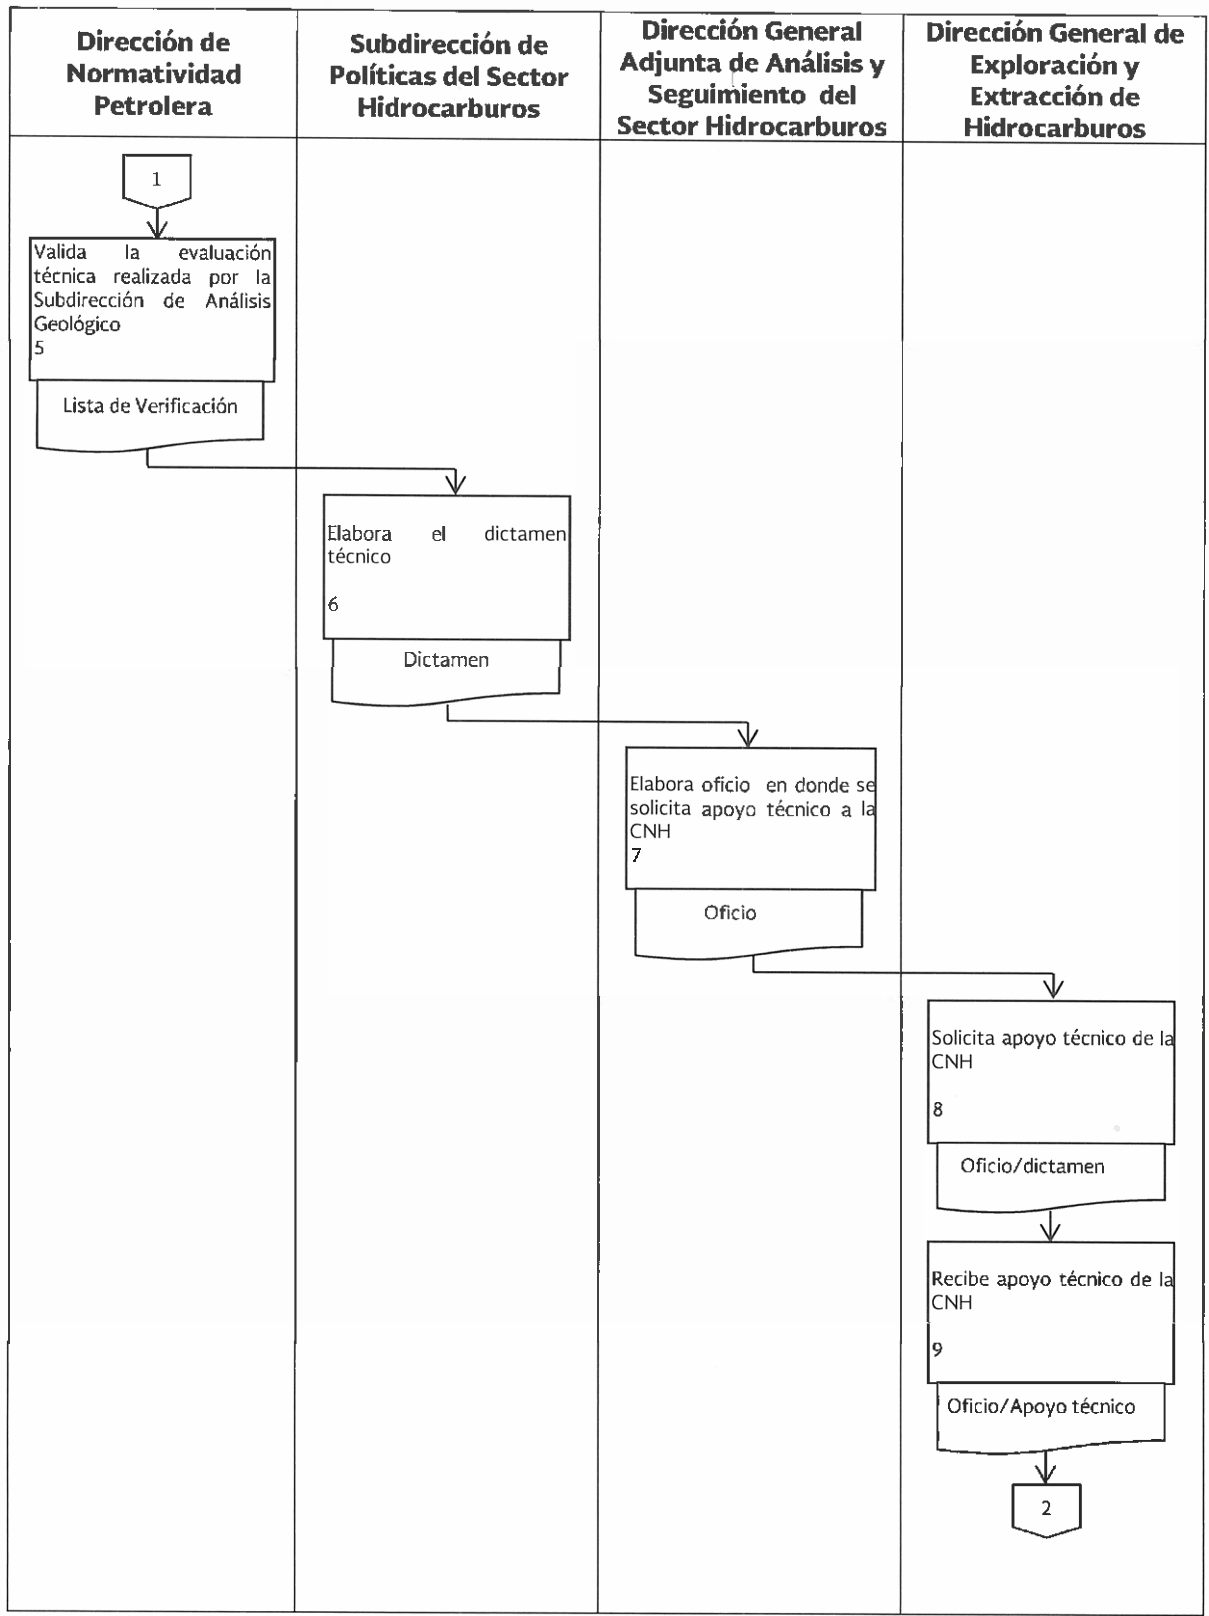 Dirección de
Normatividad
Petrolera
Subdirección de
Políticas del Sector
Hidrocarburos
Dirección General
Adjunta de Análisis y
Seguimiento del
Sector Hidrocarburos
Dirección General de
Exploración y
Extracción de
Hidrocarburos
1
Valida la evaluación
técnica realizada por la
Subdirección de Análisis
Geológico
5
Lista de Verificación
Elabora el dictamen
técnico
6
Dictamen
Elabora oficio en donde se
solicita apoyo técnico a la
CNH
7
Oficio
Solicita apoyo técnico de la
CNH
8
Oficio/dictamen
Recibe apoyo técnico de la
CNH
9
Oficio/Apoyo técnico
2